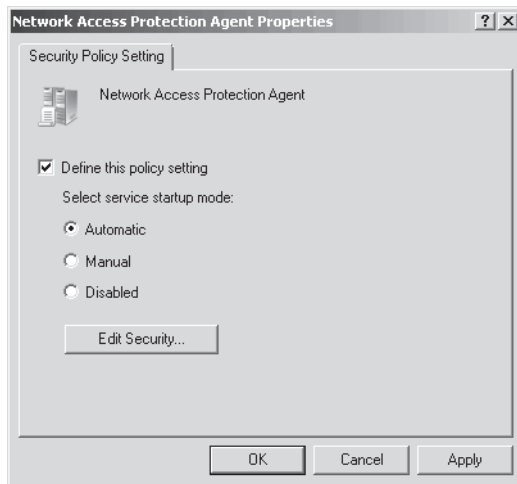 Network Access Protection Agent Properties
Security Policy Setting
Network Access Protection Agent
Define this policy setting
Select service startup mode:
Automatic
Manual
Disabled
Edit Security...
OK Cancel Apply